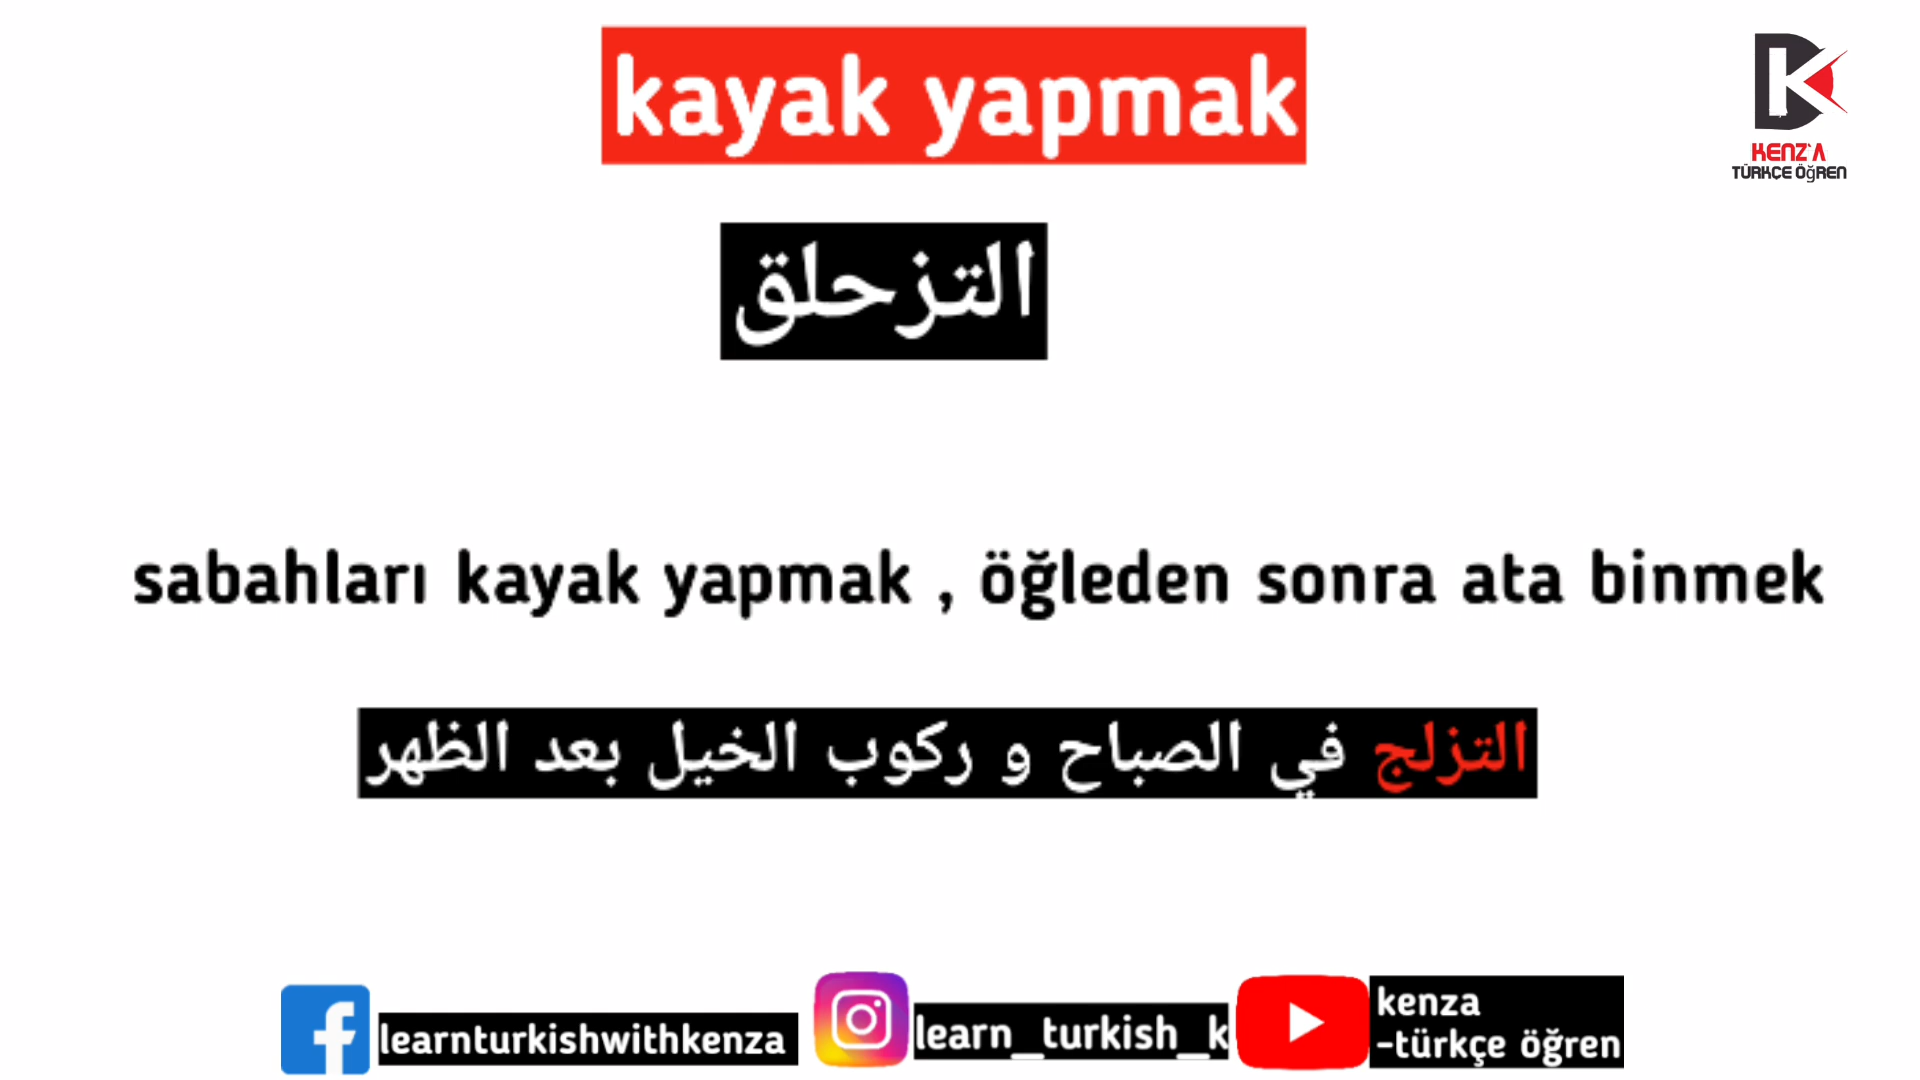 kayak yapmak
KENZ'A
TÜRKÇE ÖğREN
التزحلق
sabahları kayak yapmak , öğleden sonra ata binmek
التزلج في الصباح و ركوب الخيل بعد الظهر
learnturkishwithkenza
learn_turkish_k
kenza
-türkçe öğren